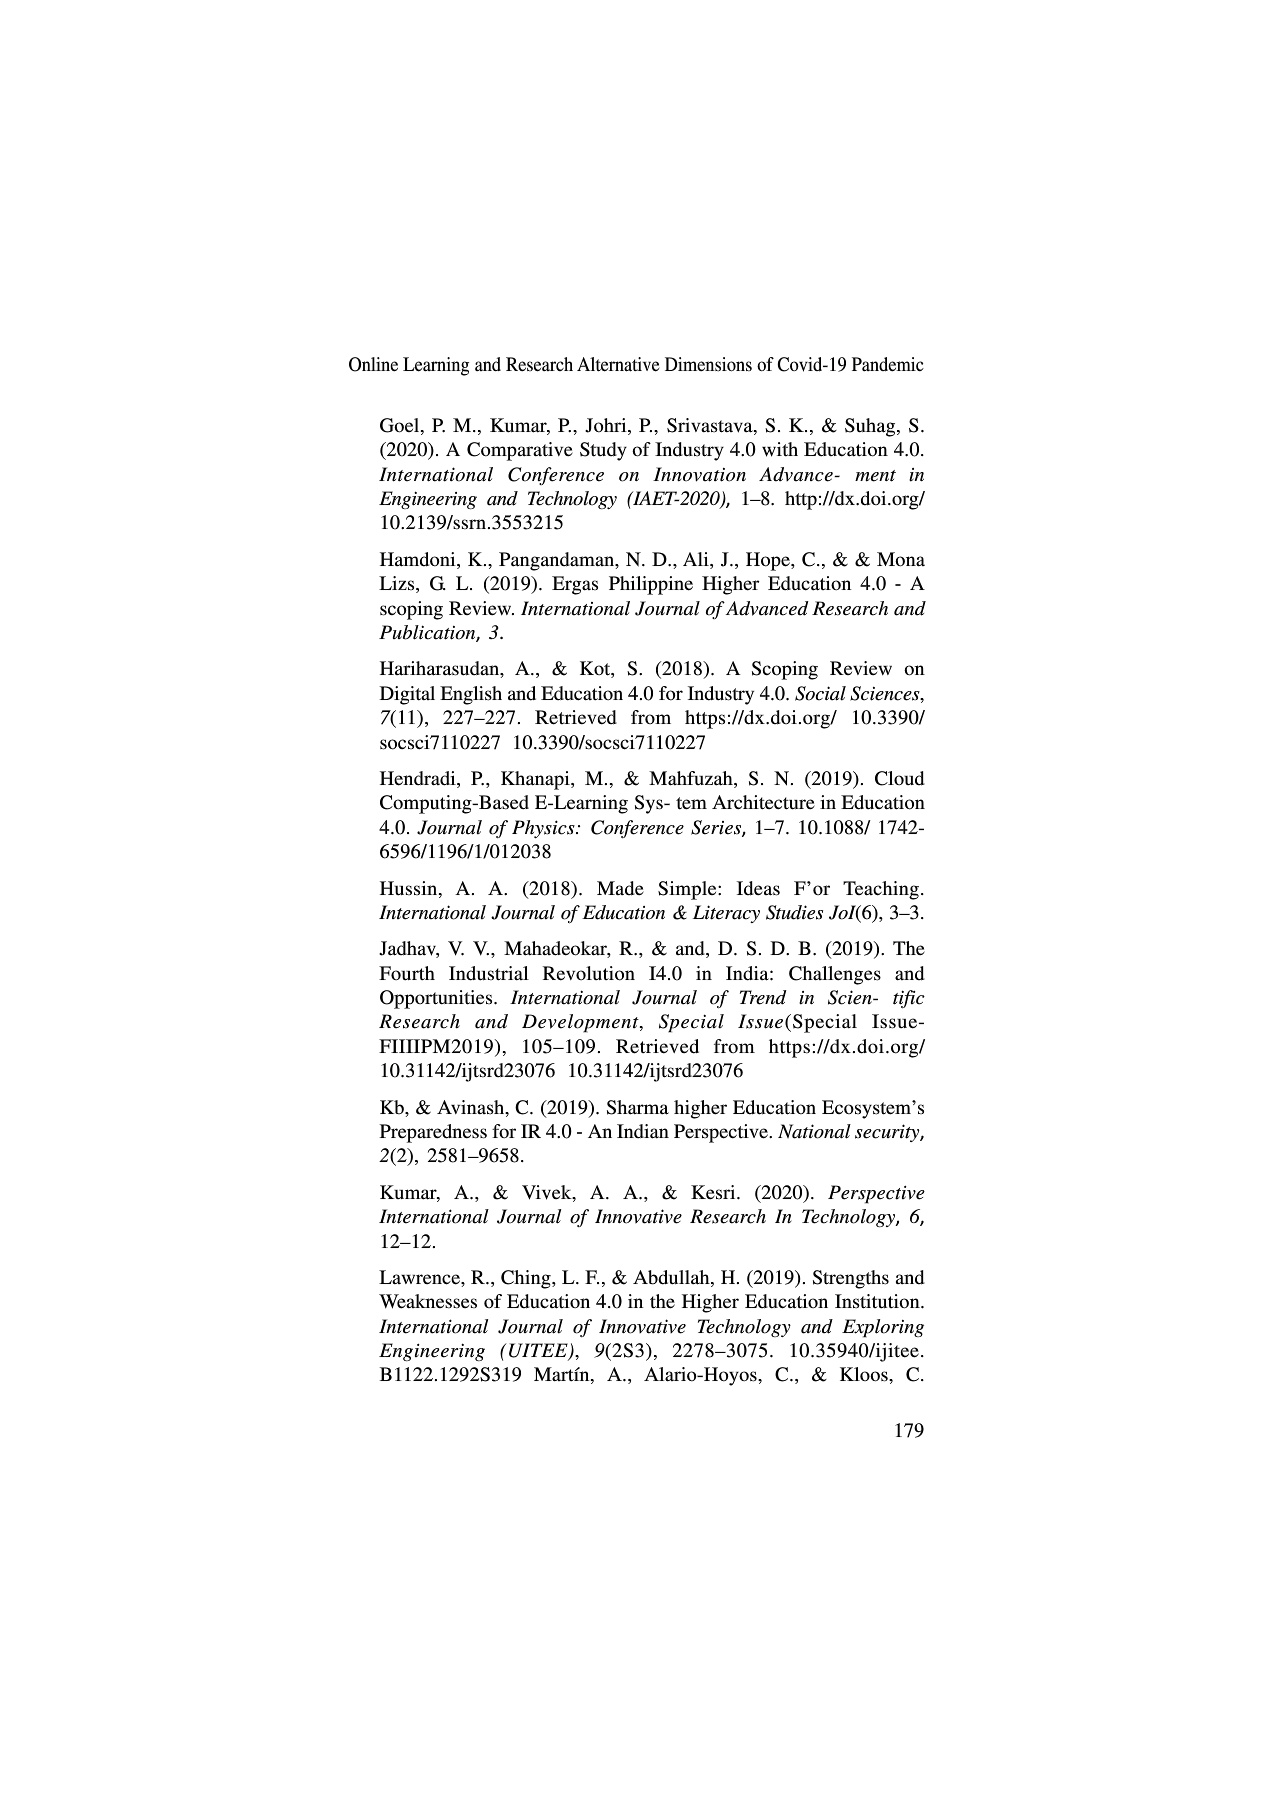 Online Learning and Research Alternative Dimensions of Covid-19 Pandemic
Goel, P. M., Kumar, P., Johri, P., Srivastava, S. K., & Suhag, S.
(2020). A Comparative Study of Industry 4.0 with Education 4.0.
International Conference on Innovation Advance- ment in
Engineering and Technology (IAET-2020), 1–8. http://dx.doi.org/
10.2139/ssrn.3553215
Hamdoni, K., Pangandaman, N. D., Ali, J., Hope, C., & & Mona
Lizs, G. L. (2019). Ergas Philippine Higher Education 4.0 - A
scoping Review. International Journal of Advanced Research and
Publication, 3.
Hariharasudan, A., & Kot, S. (2018). A Scoping Review on
Digital English and Education 4.0 for Industry 4.0. Social Sciences,
7(11), 227–227. Retrieved from https://dx.doi.org/ 10.3390/
socsci7110227 10.3390/socsci7110227
Hendradi, P., Khanapi, M., & Mahfuzah, S. N. (2019). Cloud
Computing-Based E-Learning Sys- tem Architecture in Education
4.0. Journal of Physics: Conference Series, 1–7. 10.1088/ 1742-
6596/1196/1/012038
Hussin, A. A. (2018). Made Simple: Ideas F'or Teaching.
International Journal of Education & Literacy Studies JoI(6), 3–3.
Jadhav, V. V., Mahadeokar, R., & and, D. S. D. B. (2019). The
Fourth Industrial Revolution I4.0 in India: Challenges and
Opportunities. International Journal of Trend in Scien- tific
Research and Development, Special Issue(Special Issue-
FIIIIPM2019), 105–109. Retrieved from https://dx.doi.org/
10.31142/ijtsrd23076 10.31142/ijtsrd23076
Kb, & Avinash, C. (2019). Sharma higher Education Ecosystem's
Preparedness for IR 4.0 - An Indian Perspective. National security,
2(2), 2581–9658.
Kumar, A., & Vivek, A. A., & Kesri. (2020). Perspective
International Journal of Innovative Research In Technology, 6,
12–12.
Lawrence, R., Ching, L. F., & Abdullah, H. (2019). Strengths and
Weaknesses of Education 4.0 in the Higher Education Institution.
International Journal of Innovative Technology and Exploring
Engineering (UITEE), 9(2S3), 2278–3075. 10.35940/ijitee.
B1122.1292S319 Martín, A., Alario-Hoyos, C., & Kloos, C.
179